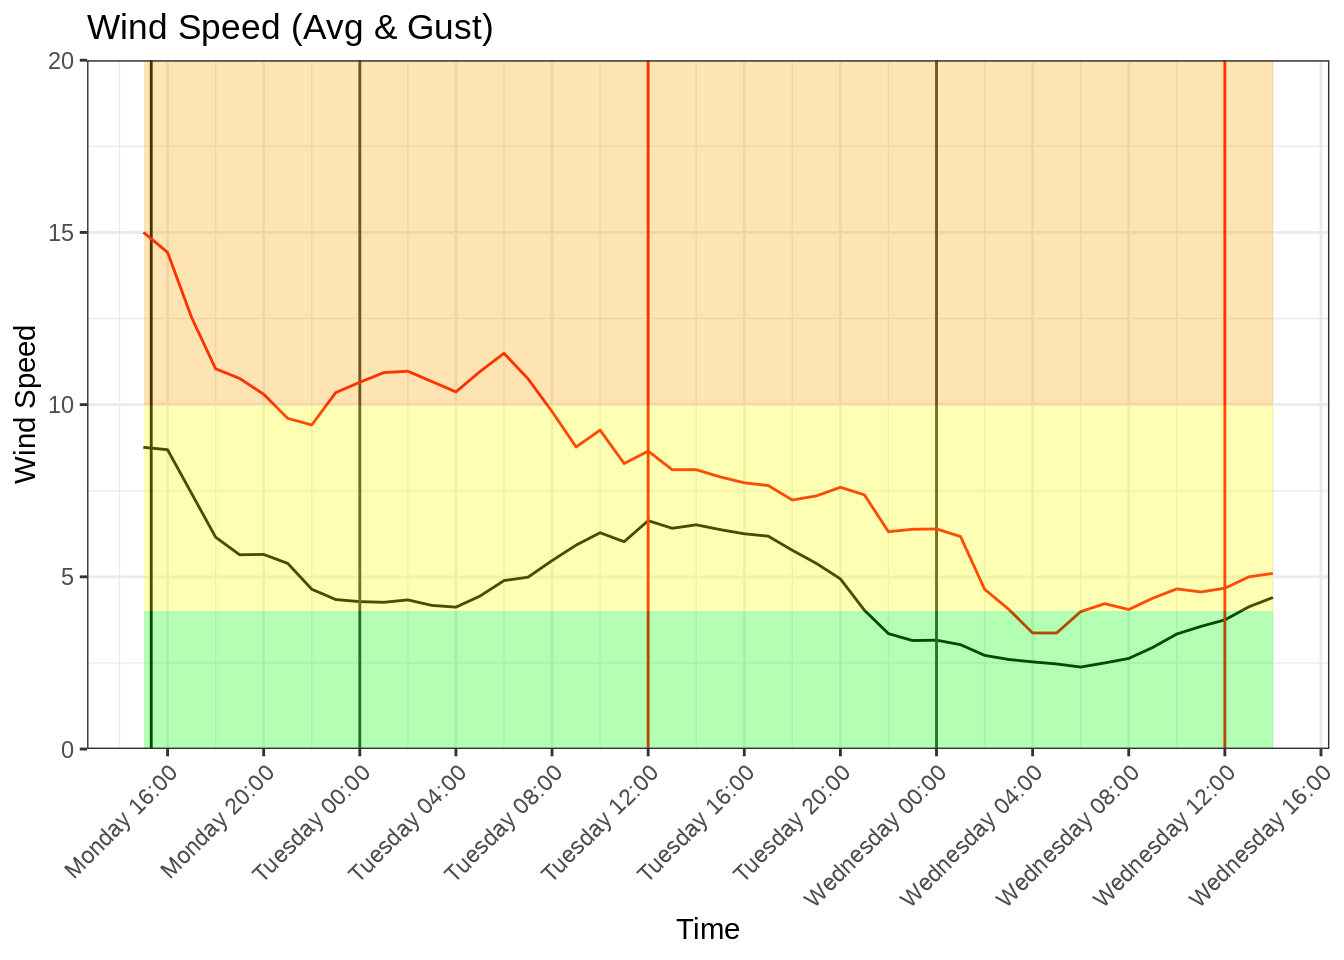 Wind Speed (Avg & Gust)
Wind Speed
20
15
10
5
0
Monday 16:00
Monday 20:00
Tuesday 00:00
Tuesday 04:00
Tuesday 08:00
Tuesday 12:00
Tuesday 16:00
Tuesday 20:00
Wednesday 00:00
Wednesday 04:00
Wednesday 08:00
Wednesday 12:00
Wednesday 16:00
Time